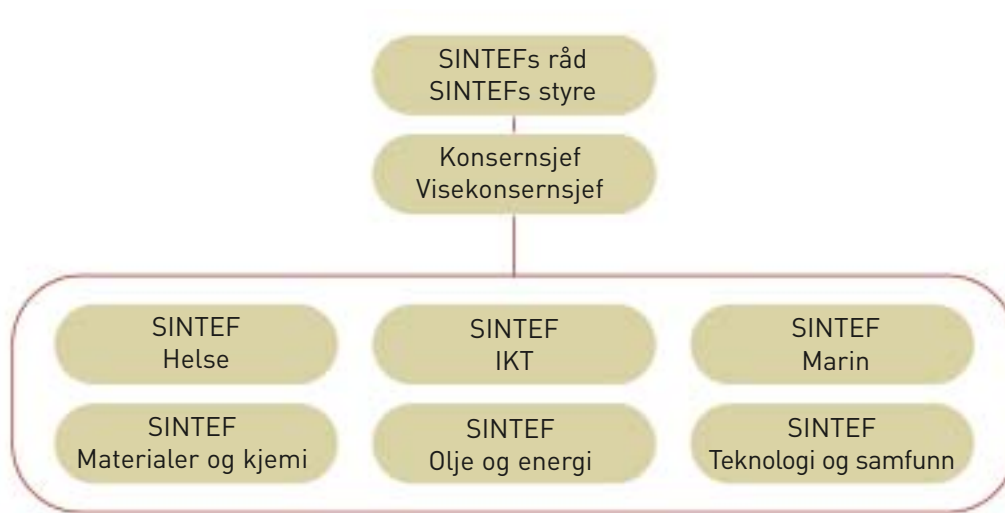 SINTEFs råd
SINTEFs styre
Konsernsjef
Visekonsernsjef
SINTEF
Helse
SINTEF
IKT
SINTEF
Marin
SINTEF
Materialer og kjemi
SINTEF
Olje og energi
SINTEF
Teknologi og samfunn